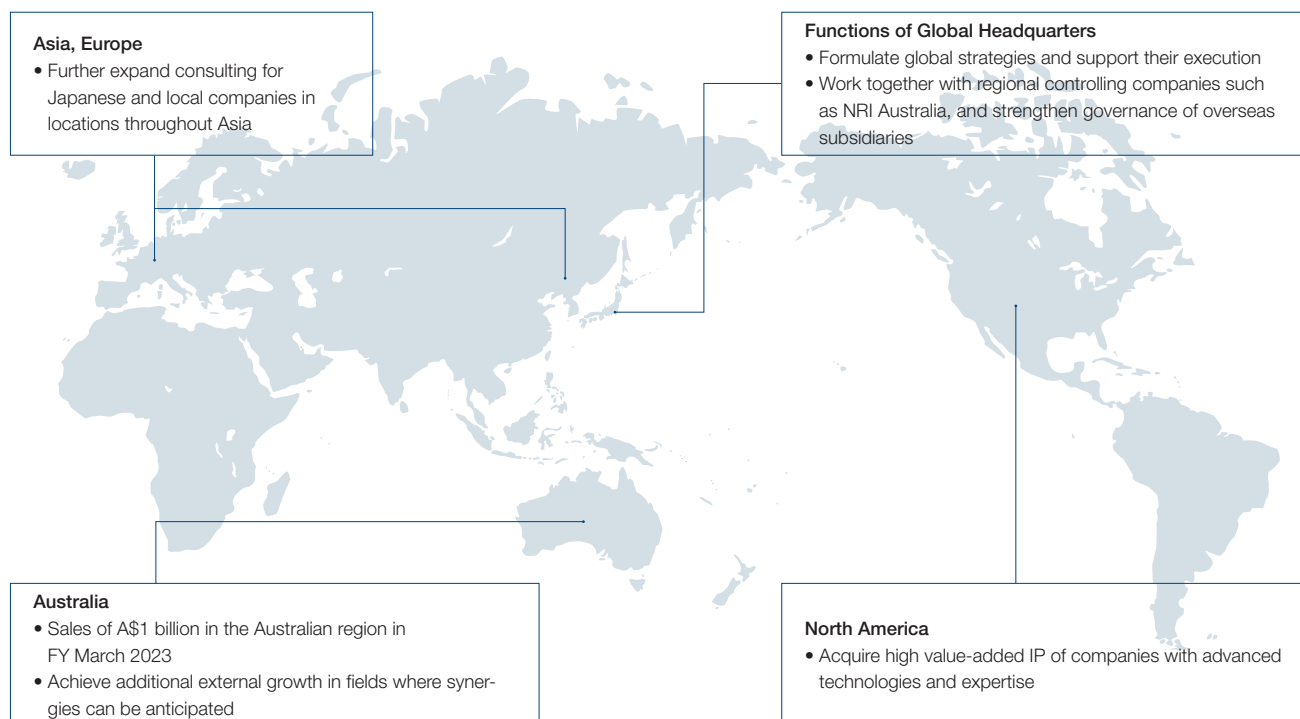 Asia, Europe
• Further expand consulting for
Japanese and local companies in
locations throughout Asia
Functions of Global Headquarters
• Formulate global strategies and support their execution
• Work together with regional controlling companies such
as NRI Australia, and strengthen governance of overseas
subsidiaries
Australia
• Sales of A$1 billion in the Australian region in
FY March 2023
• Achieve additional external growth in fields where syner-
gies can be anticipated
North America
• Acquire high value-added IP of companies with advanced
technologies and expertise